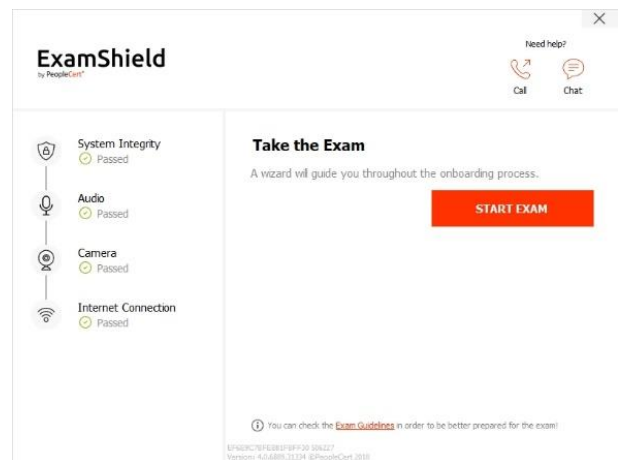 ExamShield
by PeopleCert®
Need help?
Call
Chat
System Integrity
Passed
Audio
Passed
Camera
Passed
Internet Connection
Passed
Take the Exam
A wizard will guide you throughout the onboarding process.
START EXAM
You can check the Exam Guidelines in order to be better prepared for the exam!
©PeopleCert 2018